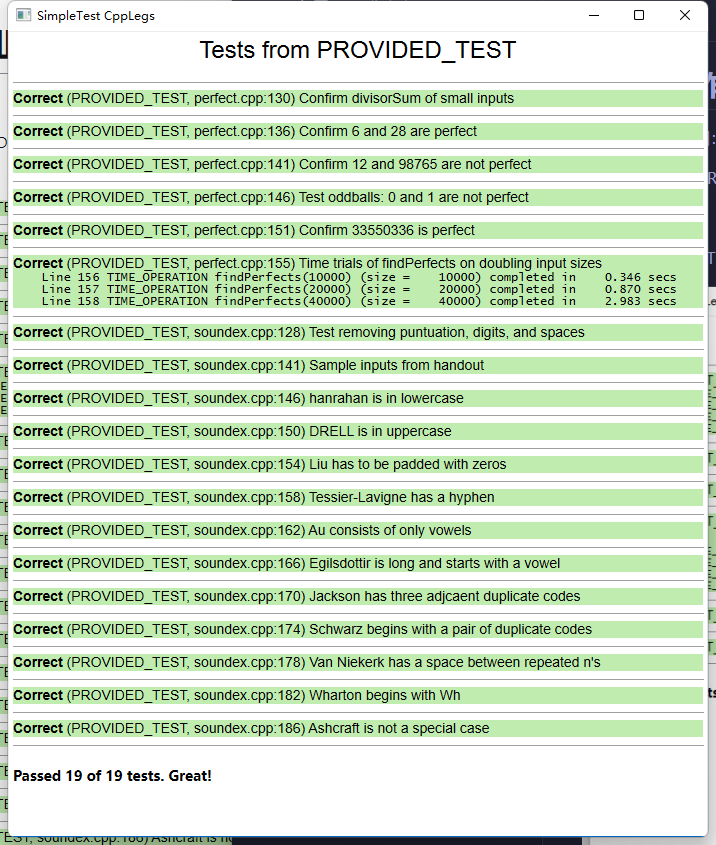 SimpleTest CppLegs
Tests from PROVIDED_TEST
Correct (PROVIDED_TEST, perfect.cpp:130) Confirm divisorSum of small inputs
Correct (PROVIDED_TEST, perfect.cpp:136) Confirm 6 and 28 are perfect
Correct (PROVIDED_TEST, perfect.cpp:141) Confirm 12 and 98765 are not perfect
Correct (PROVIDED_TEST, perfect.cpp:146) Test oddballs: 0 and 1 are not perfect
Correct (PROVIDED_TEST, perfect.cpp:151) Confirm 33550336 is perfect
Correct (PROVIDED_TEST, perfect.cpp:155) Time trials of findPerfects on doubling input sizes
Line 156 TIME_OPERATION findPerfects(10000) (size =    10000) completed in    0.346 secs
Line 157 TIME_OPERATION findPerfects(20000) (size =    20000) completed in    0.870 secs
Line 158 TIME_OPERATION findPerfects(40000) (size =    40000) completed in    2.983 secs
Correct (PROVIDED_TEST, soundex.cpp:128) Test removing puntuation, digits, and spaces
Correct (PROVIDED_TEST, soundex.cpp:141) Sample inputs from handout
Correct (PROVIDED_TEST, soundex.cpp:146) hanrahan is in lowercase
Correct (PROVIDED_TEST, soundex.cpp:150) DRELL is in uppercase
Correct (PROVIDED_TEST, soundex.cpp:154) Liu has to be padded with zeros
Correct (PROVIDED_TEST, soundex.cpp:158) Tessier-Lavigne has a hyphen
Correct (PROVIDED_TEST, soundex.cpp:162) Au consists of only vowels
Correct (PROVIDED_TEST, soundex.cpp:166) Egilsdottir is long and starts with a vowel
Correct (PROVIDED_TEST, soundex.cpp:170) Jackson has three adjcaent duplicate codes
Correct (PROVIDED_TEST, soundex.cpp:174) Schwarz begins with a pair of duplicate codes
Correct (PROVIDED_TEST, soundex.cpp:178) Van Niekerk has a space between repeated n's
Correct (PROVIDED_TEST, soundex.cpp:182) Wharton begins with Wh
Correct (PROVIDED_TEST, soundex.cpp:186) Ashcraft is not a special case
Passed 19 of 19 tests. Great!